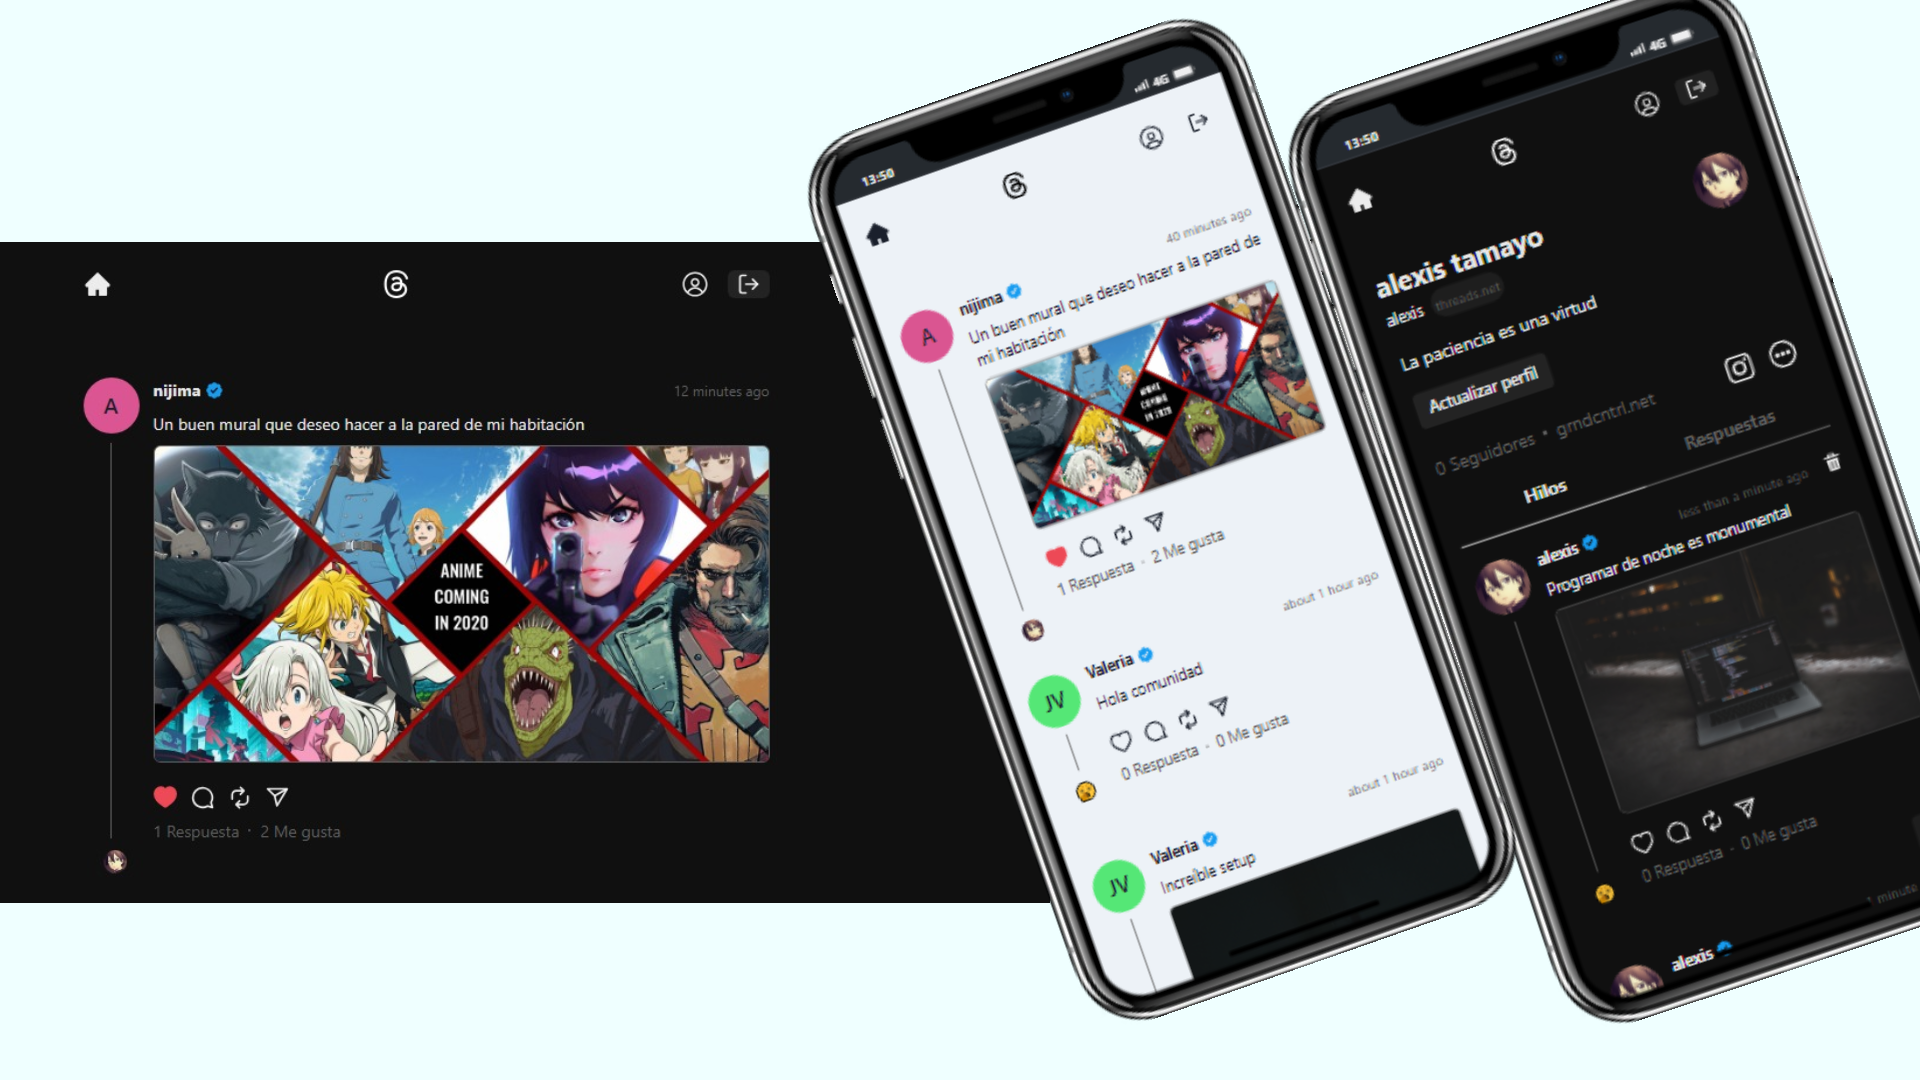 A
nijima
12 minutes ago
Un buen mural que deseo hacer a la pared de mi habitación
ANIME
COMING
IN 2020
1 Respuesta · 2 Me gusta
13:50
4G
40 minutes ago
A
nijima
Un buen mural que deseo hacer a la pared de
mi habitación
ANIME
COMING
IN 2020
1 Respuesta · 2 Me gusta
about 1 hour ago
JV
Valeria
Hola comunidad
0 Respuesta · 0 Me gusta
about 1 hour ago
JV
Valeria
Increíble setup
13:50
4G
alexis tamayo
alexis threads.net
La paciencia es una virtud
Actualizar perfil
0 Seguidores • grndcntrl.net
Hilos
Respuestas
less than a minute ago
alexis
Programar de noche es monumental
0 Respuesta · 0 Me gusta
1 minute
alexis